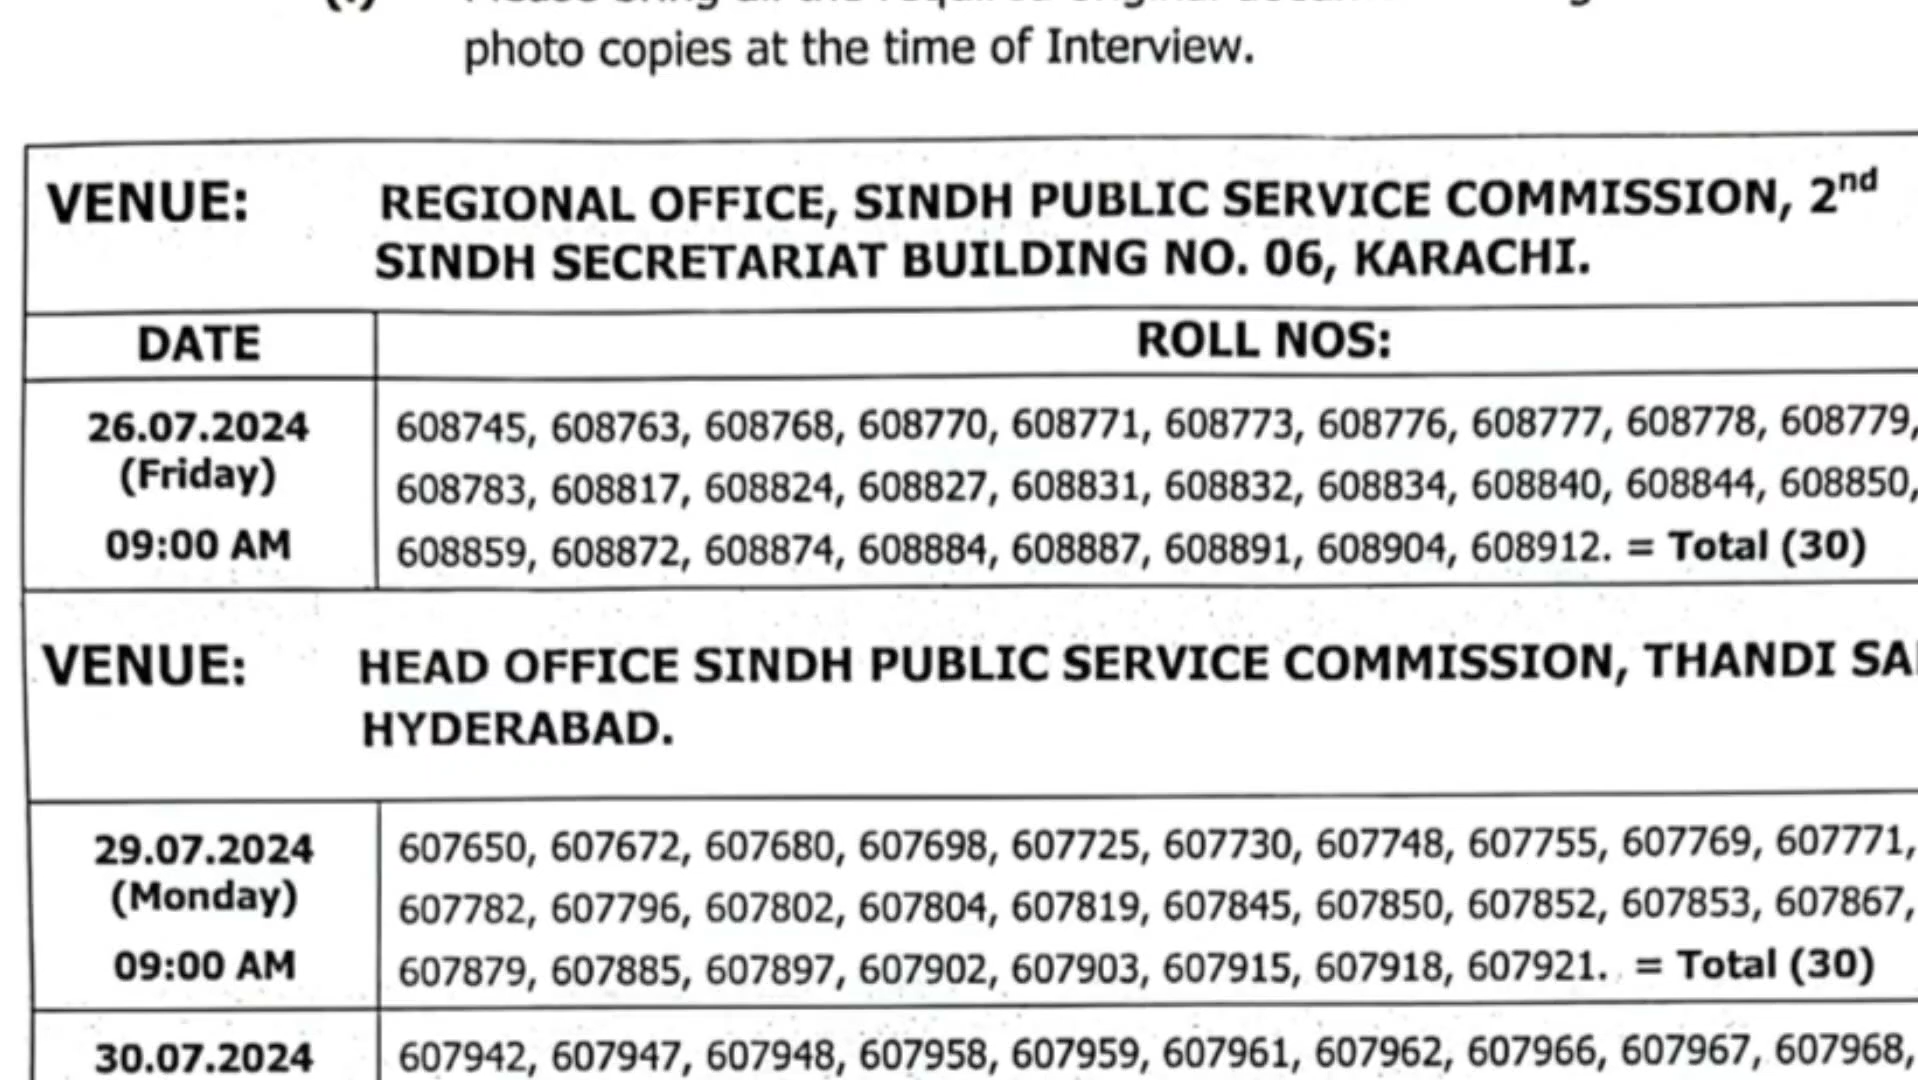 photo copies at the time of Interview.
VENUE: REGIONAL OFFICE, SINDH PUBLIC SERVICE COMMISSION, 2nd
SINDH SECRETARIAT BUILDING NO. 06, KARACHI.
DATE ROLL NOS:
26.07.2024 608745, 608763, 608768, 608770, 608771, 608773, 608776, 608777, 608778, 608779,
(Friday) 608783, 608817, 608824, 608827, 608831, 608832, 608834, 608840, 608844, 608850,
09:00 AM 608859, 608872, 608874, 608884, 608887, 608891, 608904, 608912. = Total (30)
VENUE: HEAD OFFICE SINDH PUBLIC SERVICE COMMISSION, THANDI
HYDERABAD.
29.07.2024 607650, 607672, 607680, 607698, 607725, 607730, 607748, 607755, 607769, 607771,
(Monday) 607782, 607796, 607802, 607804, 607819, 607845, 607850, 607852, 607853, 607867,
09:00 AM 607879, 607885, 607897, 607902, 607903, 607915, 607918, 607921. = Total (30)
30.07.2024 607942, 607947, 607948, 607958, 607959, 607961, 607962, 607966, 607967, 607968,